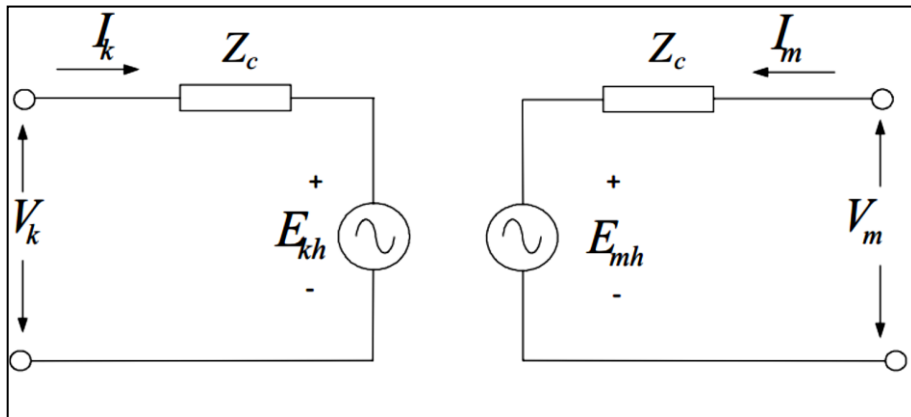 I_k Z_c Z_c I_m
+ +
V_k E_kh E_mh V_m
- -